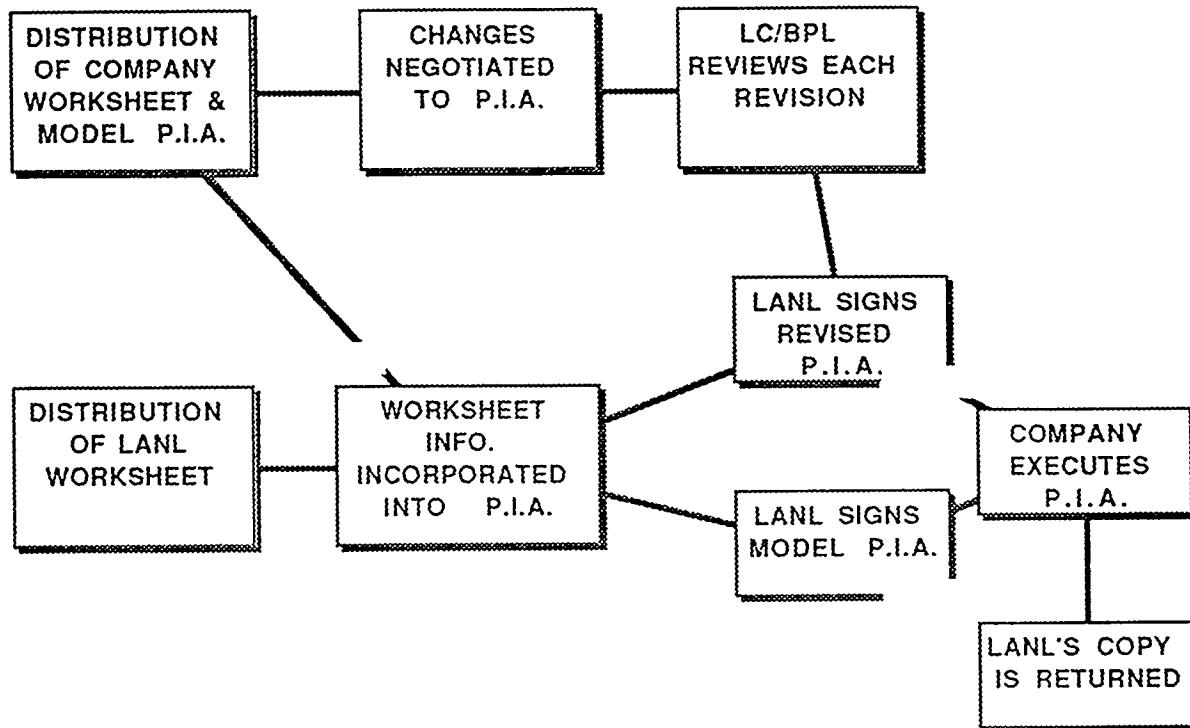 DISTRIBUTION
OF COMPANY
WORKSHEET &
MODEL P.I.A.
CHANGES
NEGOTIATED
TO P.I.A.
LC/BPL
REVIEWS EACH
REVISION
LANL SIGNS
REVISED
P.I.A.
DISTRIBUTION
OF LANL
WORKSHEET
WORKSHEET
INFO.
INCORPORATED
INTO P.I.A.
COMPANY
EXECUTES
P.I.A.
LANL SIGNS
MODEL P.I.A.
LANL'S COPY
IS RETURNED